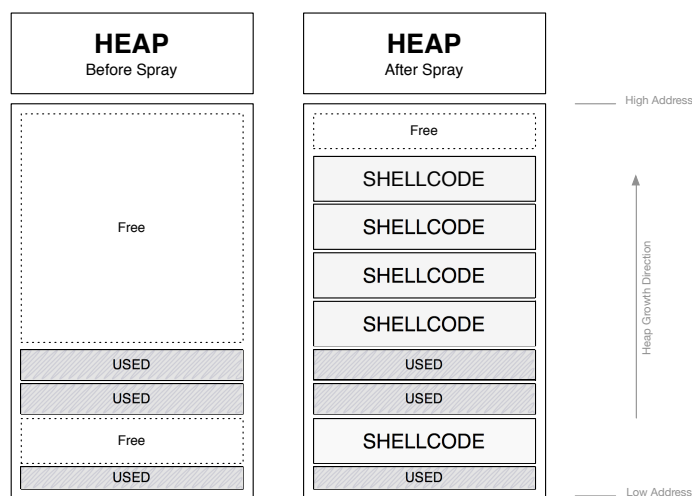 HEAP
Before Spray
Free
USED
USED
Free
USED
HEAP
After Spray
Free
SHELLCODE
SHELLCODE
SHELLCODE
SHELLCODE
USED
USED
SHELLCODE
USED
High Address
Heap Growth Direction
Low Address